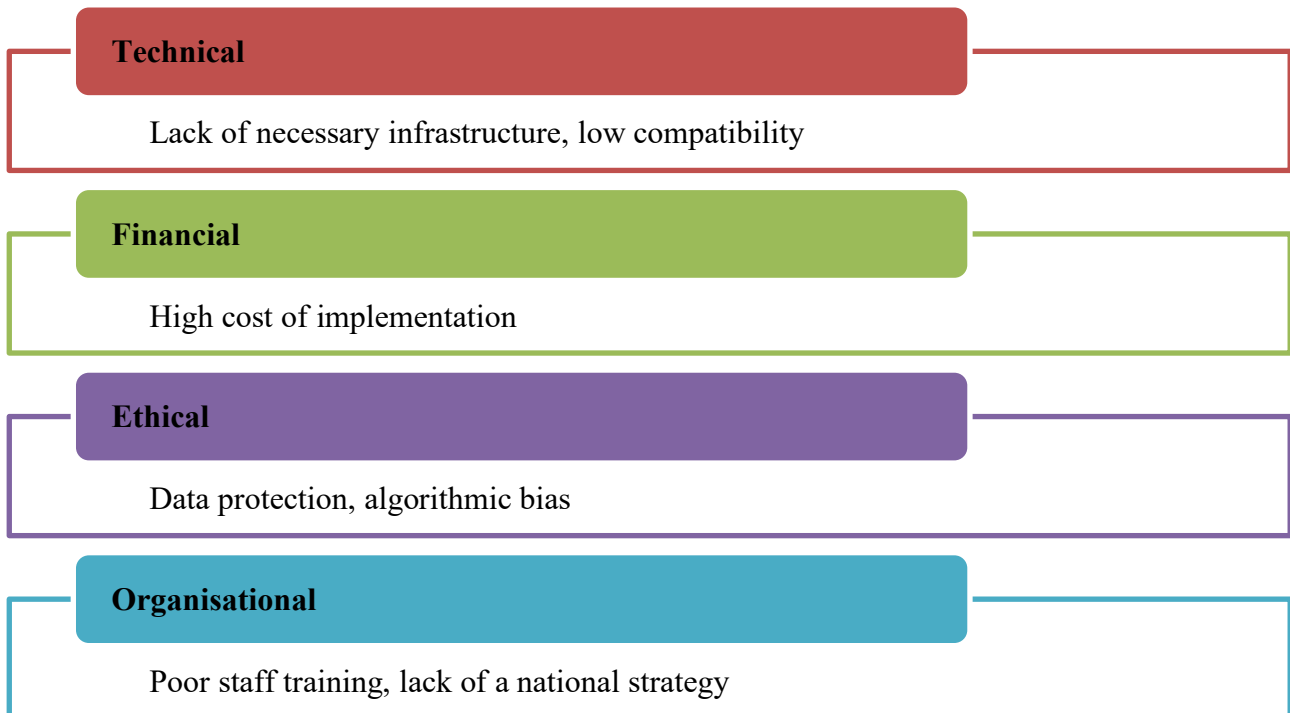 Technical
Lack of necessary infrastructure, low compatibility
Financial
High cost of implementation
Ethical
Data protection, algorithmic bias
Organisational
Poor staff training, lack of a national strategy